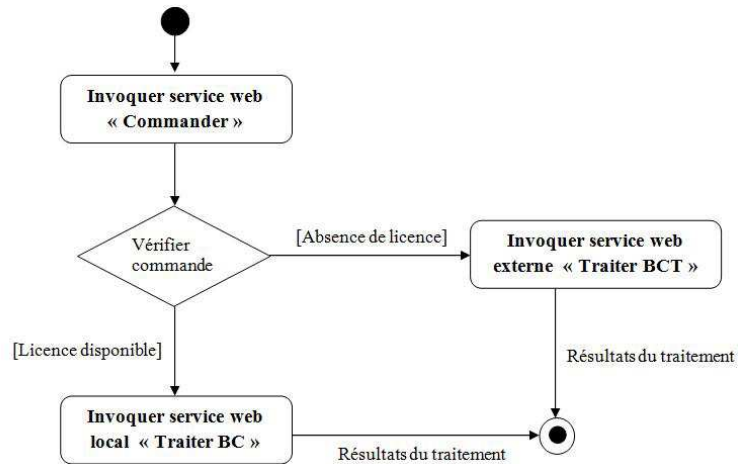 Invoquer service web
« Commander »
Vérifier
commande
[Absence de licence]
Invoquer service web
externe « Traiter BCT »
[Licence disponible]
Résultats du traitement
Invoquer service web
local « Traiter BC »
Résultats du traitement